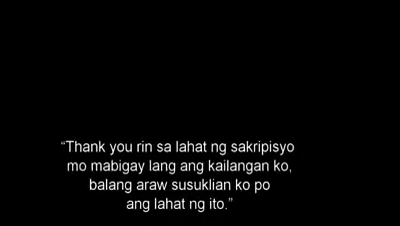 “Thank you rin sa lahat ng sakripisyo
mo mabigay lang ang kailangan ko,
balang araw susuklian ko po
ang lahat ng ito.”